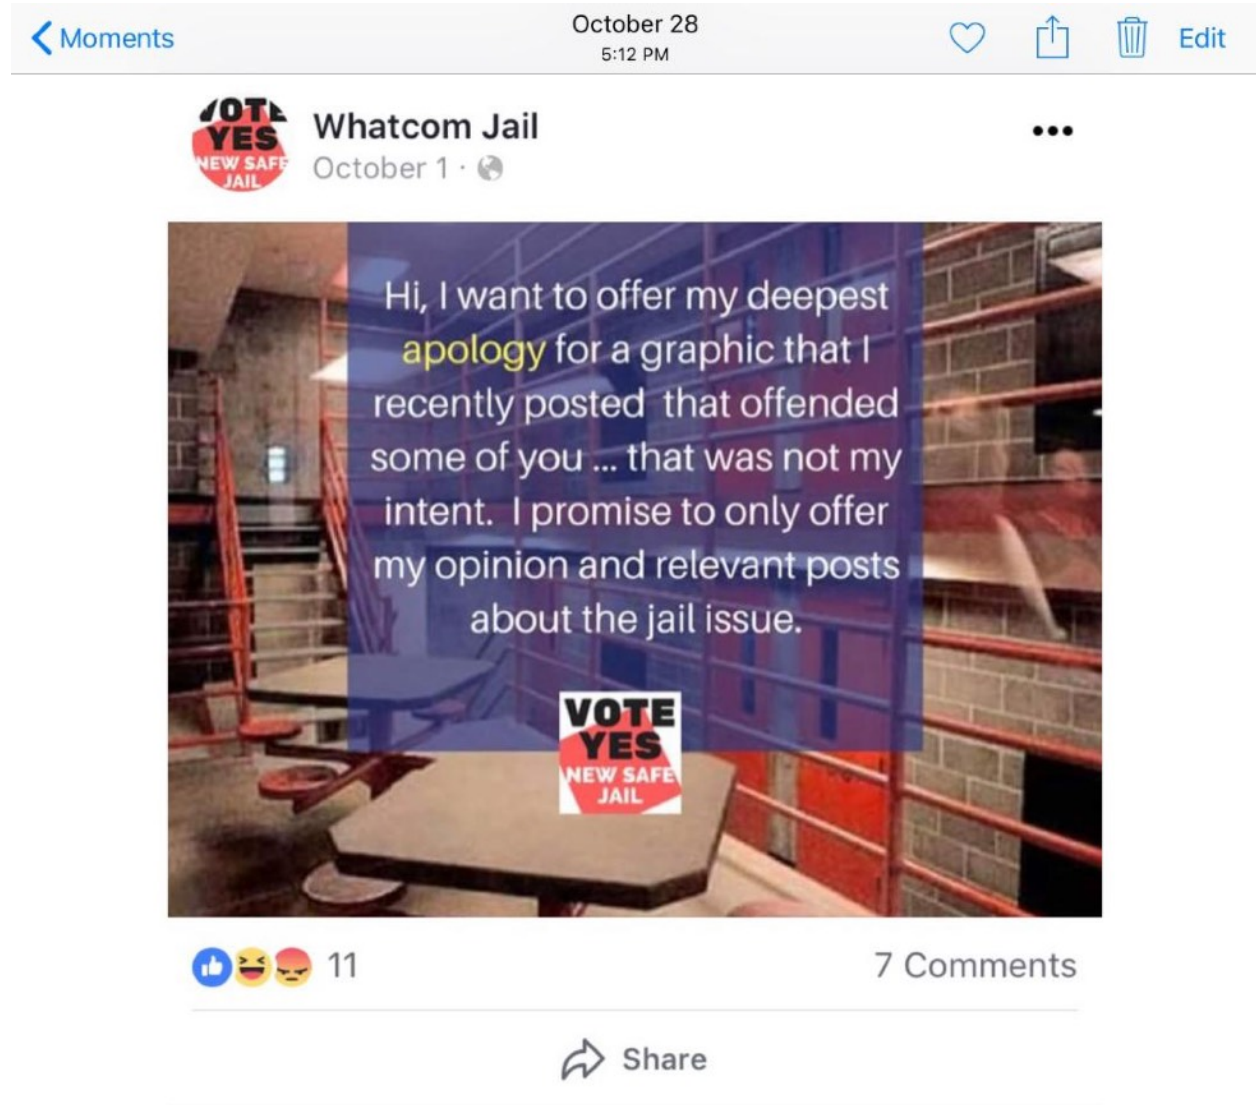 Moments
October 28
5:12 PM
Edit
VOTE
YES
NEW SAFE
JAIL
Whatcom Jail
October 1 ·
Hi, I want to offer my deepest
apology for a graphic that I
recently posted  that offended
some of you ... that was not my
intent.  I promise to only offer
my opinion and relevant posts
about the jail issue.
VOTE
YES
NEW SAFE
JAIL
11
7 Comments
Share